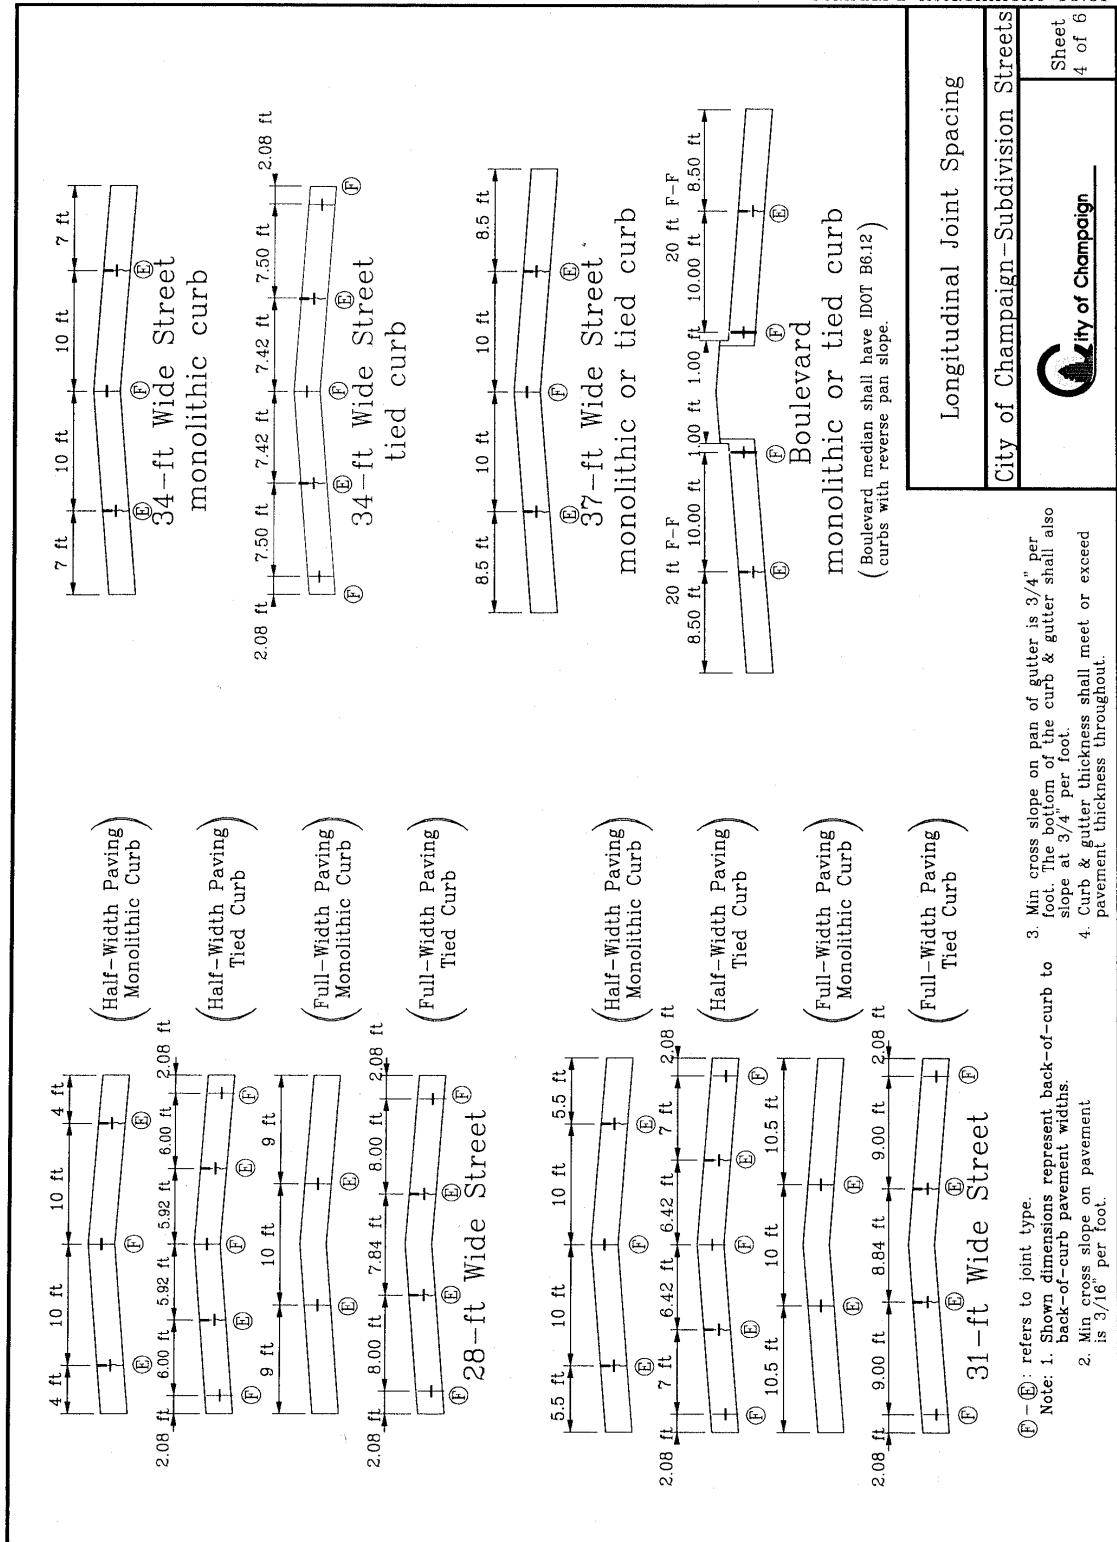 4 ft 10 ft 10 ft 4 ft
Ⓔ Ⓕ Ⓔ
(Half-Width Paving
Monolithic Curb)
2.08 ft 6.00 ft 5.92 ft 5.92 ft 6.00 ft 2.08 ft
Ⓕ Ⓔ Ⓕ Ⓔ Ⓕ
(Half-Width Paving
Tied Curb)
9 ft 10 ft 9 ft
Ⓔ Ⓔ
(Full-Width Paving
Monolithic Curb)
2.08 ft 8.00 ft 7.84 ft 8.00 ft 2.08 ft
Ⓕ Ⓔ Ⓔ Ⓕ
(Full-Width Paving
Tied Curb)
28-ft Wide Street
5.5 ft 10 ft 10 ft 5.5 ft
Ⓔ Ⓕ Ⓔ
(Half-Width Paving
Monolithic Curb)
2.08 ft 7 ft 6.42 ft 6.42 ft 7 ft 2.08 ft
Ⓕ Ⓔ Ⓕ Ⓔ Ⓕ
(Half-Width Paving
Tied Curb)
10.5 ft 10 ft 10.5 ft
Ⓔ Ⓔ
(Full-Width Paving
Monolithic Curb)
2.08 ft 9.00 ft 8.84 ft 9.00 ft 2.08 ft
Ⓕ Ⓔ Ⓔ Ⓕ
(Full-Width Paving
Tied Curb)
31-ft Wide Street
7 ft 10 ft 10 ft 7 ft
Ⓔ Ⓕ Ⓔ
34-ft Wide Street
monolithic curb
2.08 ft 7.50 ft 7.42 ft 7.42 ft 7.50 ft 2.08 ft
Ⓕ Ⓔ Ⓕ Ⓔ Ⓕ
34-ft Wide Street
tied curb
8.5 ft 10 ft 10 ft 8.5 ft
Ⓔ Ⓕ Ⓔ
37-ft Wide Street
monolithic or tied curb
20 ft F-F 20 ft F-F
8.50 ft 10.00 ft 1.00 ft 1.00 ft 10.00 ft 8.50 ft
Ⓔ Ⓕ Ⓕ Ⓔ
Boulevard
monolithic or tied curb
(Boulevard median shall have IDOT B6.12
curbs with reverse pan slope.)
Ⓕ-Ⓔ: refers to joint type.
Note: 1. Shown dimensions represent back-of-curb to
back-of-curb pavement widths.
2. Min cross slope on pavement
is 3/16" per foot.
3. Min cross slope on pan of gutter is 3/4" per
foot. The bottom of the curb & gutter shall also
slope at 3/4" per foot.
4. Curb & gutter thickness shall meet or exceed
pavement thickness throughout.
Longitudinal Joint Spacing
City of Champaign-Subdivision Streets
City of Champaign
Sheet
4 of 6